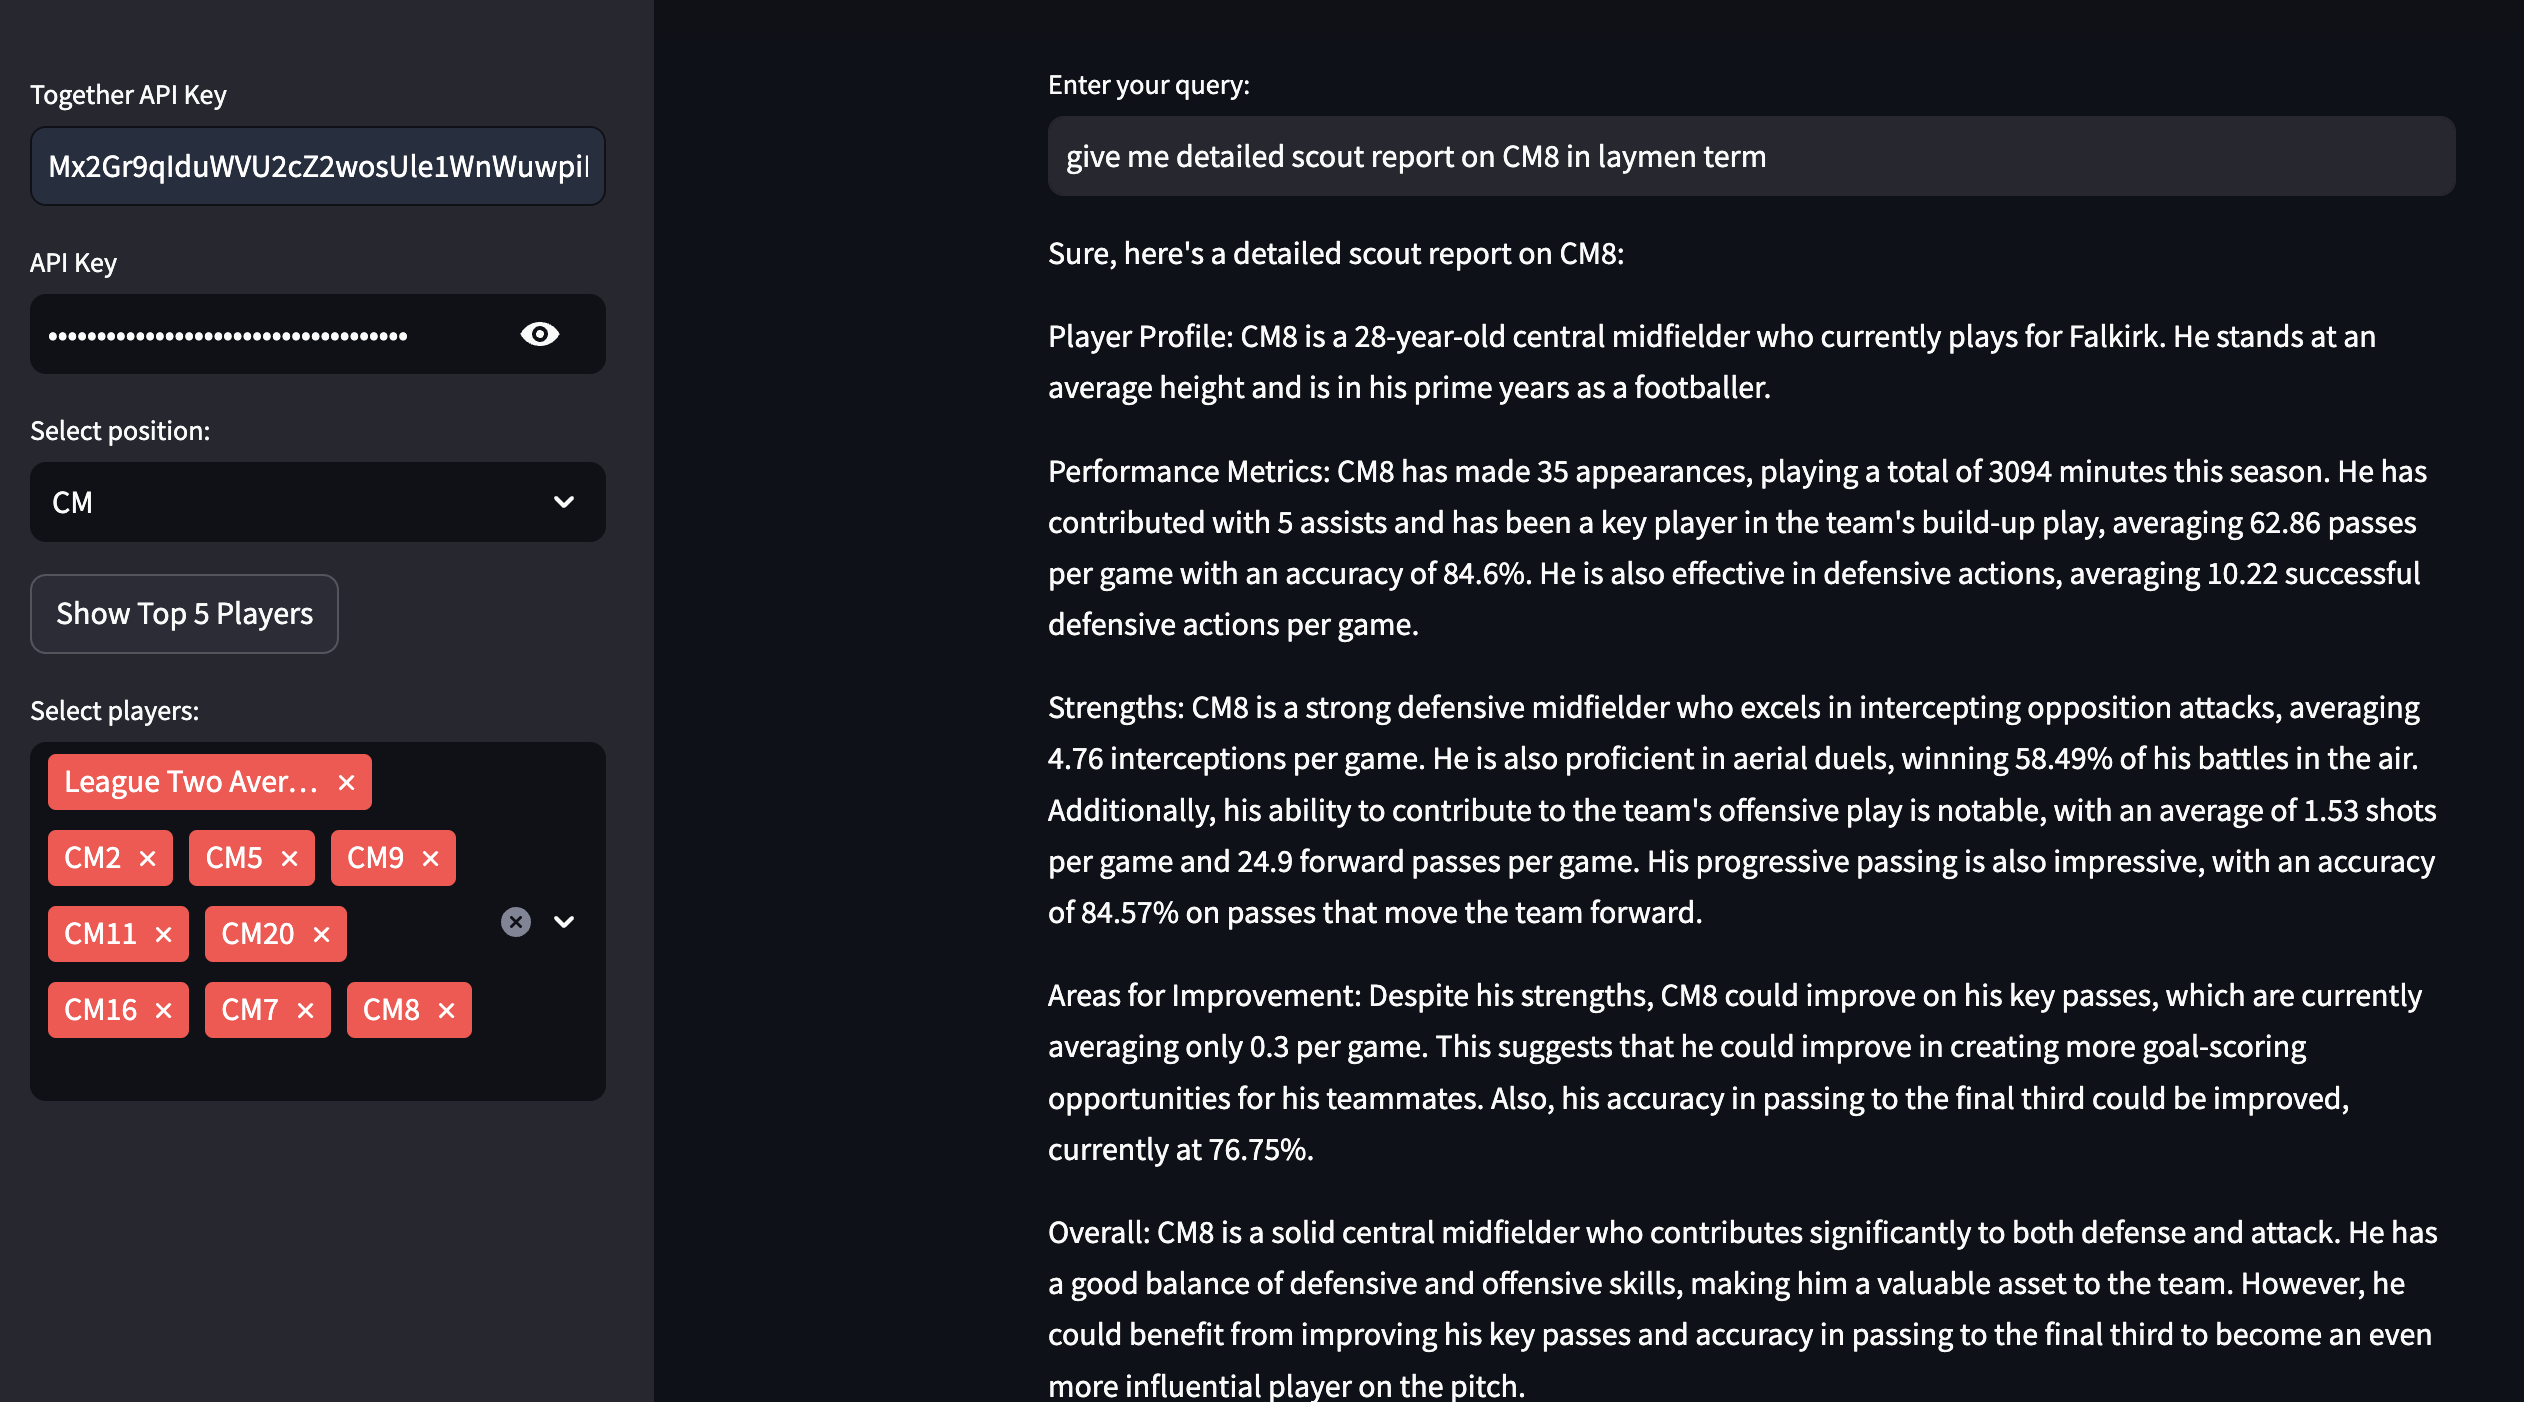 Together API Key
API Key
Select position:
CM
Show Top 5 Players
Select players:
League Two Aver...
CM2 CM5 CM9
CM11 CM20
CM16 CM7 CM8
Enter your query:
give me detailed scout report on CM8 in laymen term
Sure, here's a detailed scout report on CM8:
Player Profile: CM8 is a 28-year-old central midfielder who currently plays for Falkirk. He stands at an
average height and is in his prime years as a footballer.
Performance Metrics: CM8 has made 35 appearances, playing a total of 3094 minutes this season. He has
contributed with 5 assists and has been a key player in the team's build-up play, averaging 62.86 passes
per game with an accuracy of 84.6%. He is also effective in defensive actions, averaging 10.22 successful
defensive actions per game.
Strengths: CM8 is a strong defensive midfielder who excels in intercepting opposition attacks, averaging
4.76 interceptions per game. He is also proficient in aerial duels, winning 58.49% of his battles in the air.
Additionally, his ability to contribute to the team's offensive play is notable, with an average of 1.53 shots
per game and 24.9 forward passes per game. His progressive passing is also impressive, with an accuracy
of 84.57% on passes that move the team forward.
Areas for Improvement: Despite his strengths, CM8 could improve on his key passes, which are currently
averaging only 0.3 per game. This suggests that he could improve in creating more goal-scoring
opportunities for his teammates. Also, his accuracy in passing to the final third could be improved,
currently at 76.75%.
Overall: CM8 is a solid central midfielder who contributes significantly to both defense and attack. He has
a good balance of defensive and offensive skills, making him a valuable asset to the team. However, he
could benefit from improving his key passes and accuracy in passing to the final third to become an even
more influential player on the pitch.